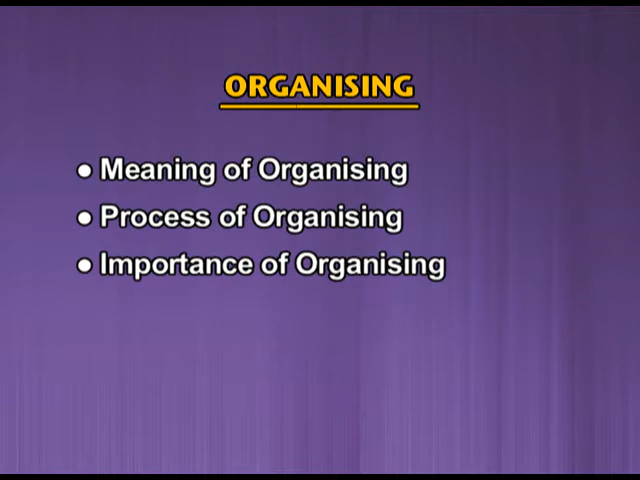 ORGANISING
● Meaning of Organising
● Process of Organising
● Importance of Organising